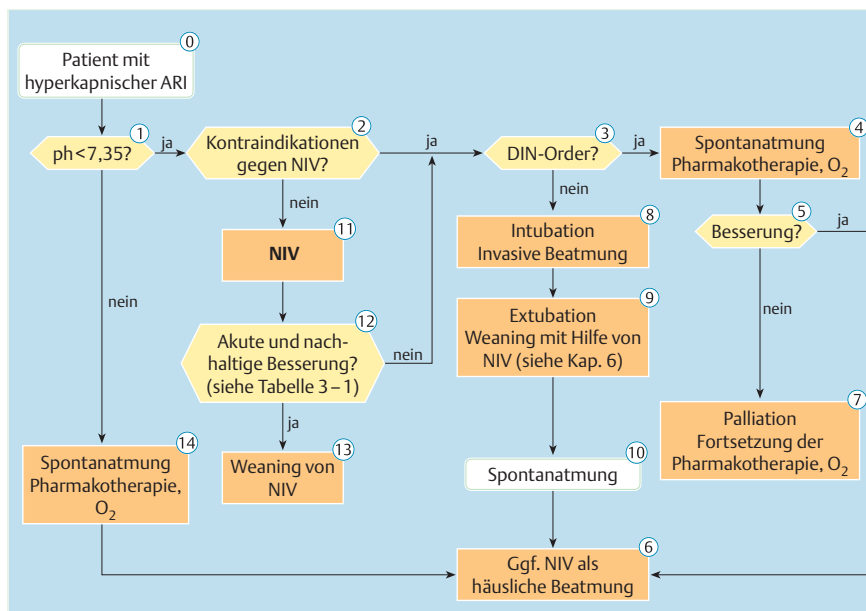 0
Patient mit
hyperkapnischer ARI
1
ph<7,35?
ja
2
Kontraindikationen
gegen NIV?
ja
3
DIN-Order?
ja
4
Spontanatmung
Pharmakotherapie, O₂
nein
nein
nein
11
NIV
8
Intubation
Invasive Beatmung
5
Besserung?
ja
nein
12
Akute und nach-
haltige Besserung?
(siehe Tabelle 3–1)
nein
9
Extubation
Weaning mit Hilfe von
NIV (siehe Kap. 6)
ja
7
Palliation
Fortsetzung der
Pharmakotherapie, O₂
14
Spontanatmung
Pharmakotherapie,
O₂
13
Weaning von
NIV
10
Spontanatmung
6
Ggf. NIV als
häusliche Beatmung